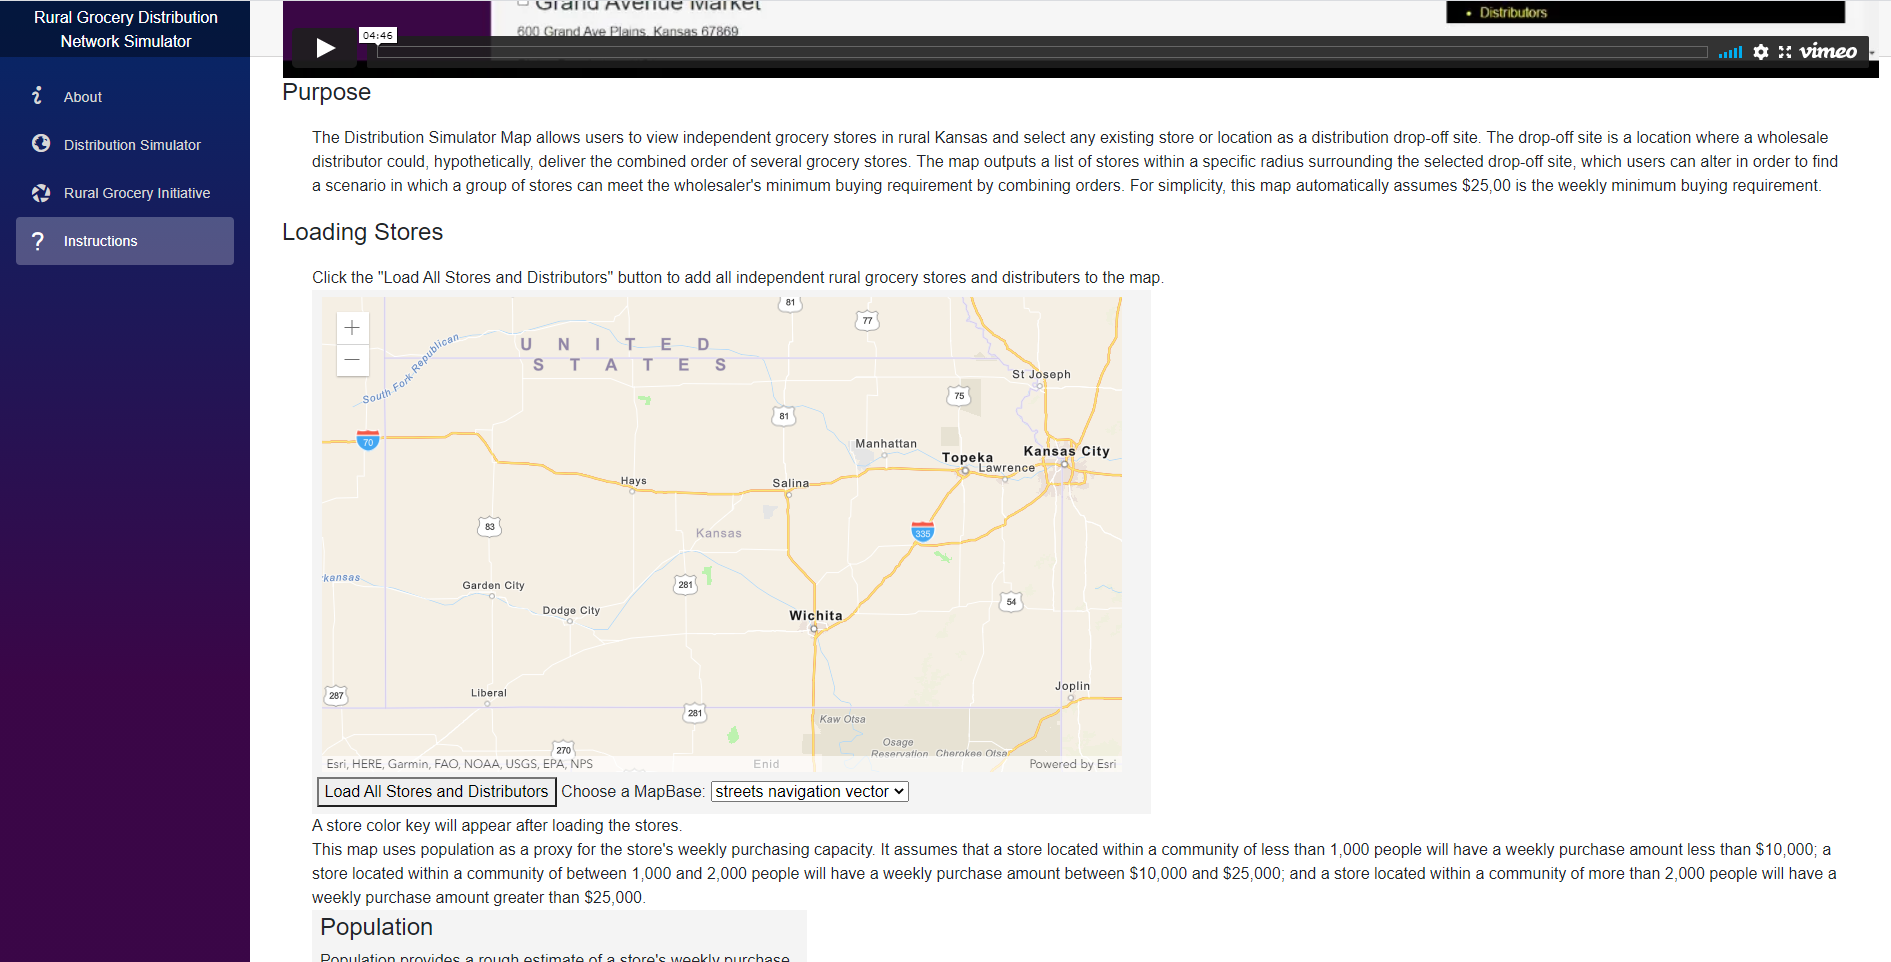 Rural Grocery Distribution
Network Simulator
About
Distribution Simulator
Rural Grocery Initiative
Instructions
Grand Avenue Market
600 Grand Ave Plains, Kansas 67869
• Distributors
04:46
vimeo
Purpose
The Distribution Simulator Map allows users to view independent grocery stores in rural Kansas and select any existing store or location as a distribution drop-off site. The drop-off site is a location where a wholesale
distributor could, hypothetically, deliver the combined order of several grocery stores. The map outputs a list of stores within a specific radius surrounding the selected drop-off site, which users can alter in order to find
a scenario in which a group of stores can meet the wholesaler's minimum buying requirement by combining orders. For simplicity, this map automatically assumes $25,00 is the weekly minimum buying requirement.
Loading Stores
Click the "Load All Stores and Distributors" button to add all independent rural grocery stores and distributers to the map.
81
77
+
−
South Fork Republican
UNITED
STATES
St Joseph
75
81
70
Manhattan
Topeka
Kansas City
Lawrence
Hays
Salina
83
Kansas
335
kansas
Garden City
281
Dodge City
54
Wichita
287
Liberal
Joplin
281
Kaw Otsa
270
Osage
Reservation
Cherokee Otsa
Esri, HERE, Garmin, FAO, NOAA, USGS, EPA, NPS
Enid
Powered by Esri
Load All Stores and Distributors Choose a MapBase: streets navigation vector
A store color key will appear after loading the stores.
This map uses population as a proxy for the store's weekly purchasing capacity. It assumes that a store located within a community of less than 1,000 people will have a weekly purchase amount less than $10,000; a
store located within a community of between 1,000 and 2,000 people will have a weekly purchase amount between $10,000 and $25,000; and a store located within a community of more than 2,000 people will have a
weekly purchase amount greater than $25,000.
Population
Population provides a rough estimate of a store's weekly purchase